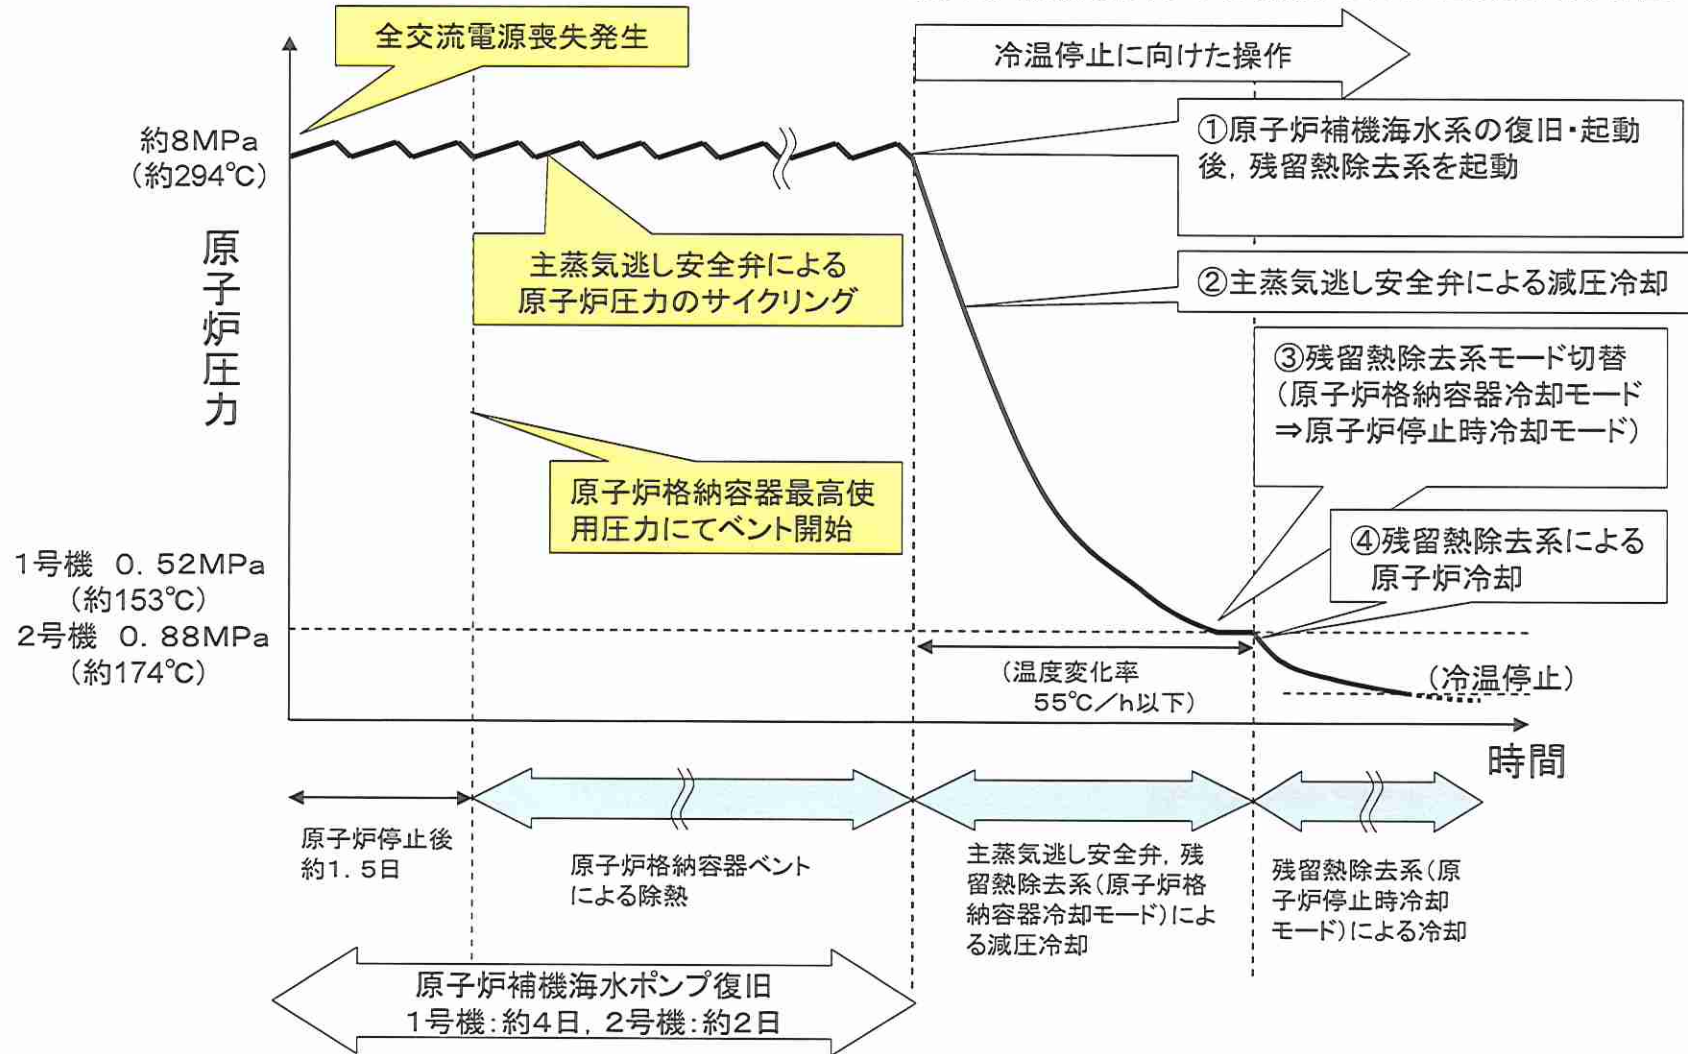 全交流電源喪失発生
冷温停止に向けた操作
①原子炉補機海水系の復旧・起動
後，残留熱除去系を起動
約8MPa
（約294℃）
原子炉圧力
主蒸気逃し安全弁による
原子炉圧力のサイクリング
②主蒸気逃し安全弁による減圧冷却
③残留熱除去系モード切替
（原子炉格納容器冷却モード
⇒原子炉停止時冷却モード）
原子炉格納容器最高使
用圧力にてベント開始
④残留熱除去系による
原子炉冷却
1号機 0．52MPa
（約153℃）
2号機 0．88MPa
（約174℃）
（温度変化率
55℃／h以下）
（冷温停止）
時間
原子炉停止後
約1．5日
原子炉格納容器ベント
による除熱
主蒸気逃し安全弁，残
留熱除去系（原子炉格
納容器冷却モード）によ
る減圧冷却
残留熱除去系（原
子炉停止時冷却
モード）による冷却
原子炉補機海水ポンプ復旧
1号機：約4日，2号機：約2日